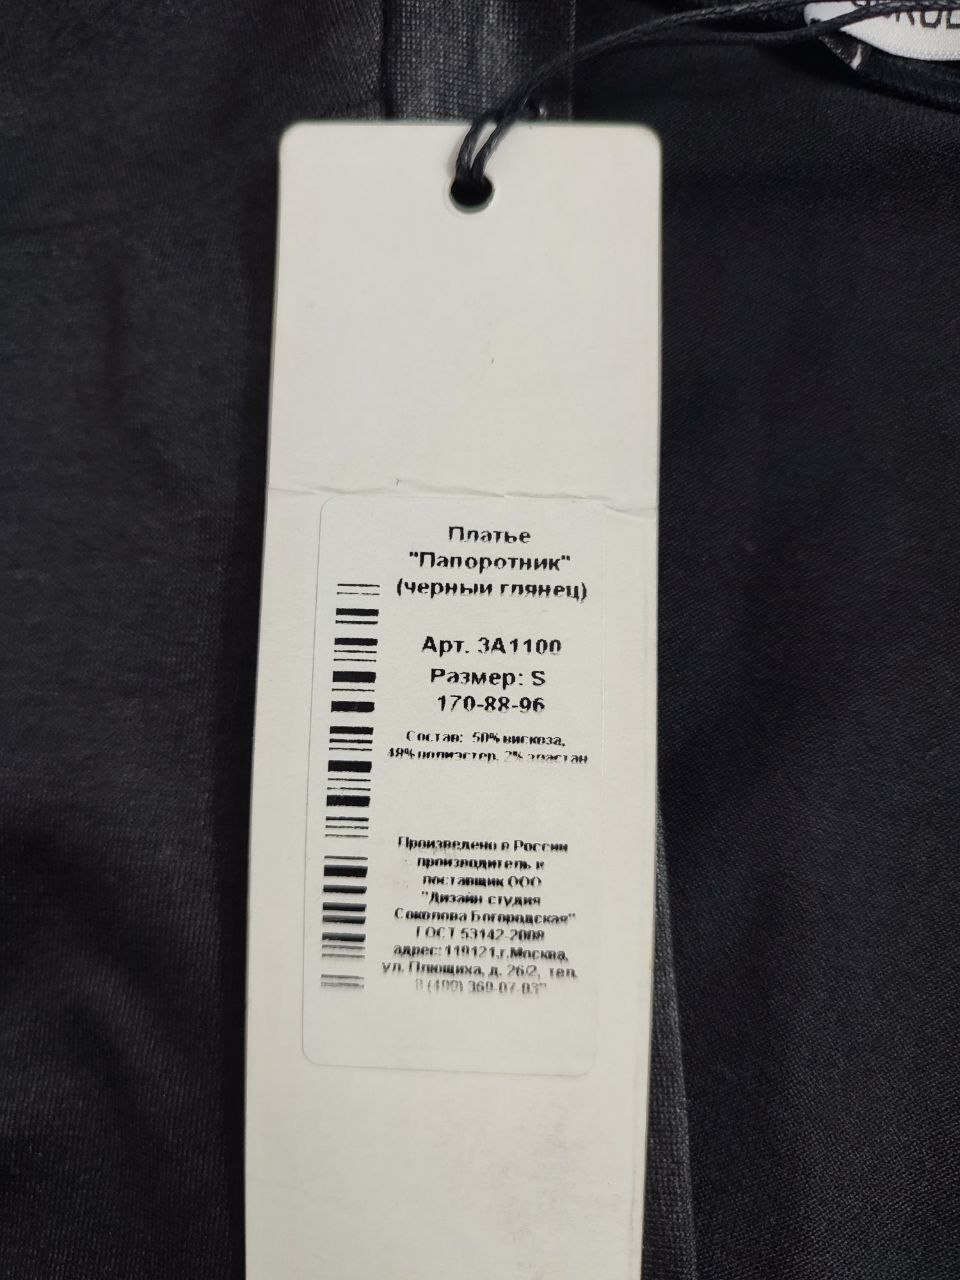 Платье
"Папоротник"
(черный глянец)
Арт. 3А1100
Размер: S
170-88-96
Состав: 50% вискоза,
48% полиэстер, 2% эластан
Произведено в России
производитель и
поставщик ООО
"Дизайн студия
Соколова Богородская"
ГОСТ 53142-2008
адрес: 119121,г.Москва,
ул. Плющиха, д. 26/2, тел.
8 (499) 369-07-03"